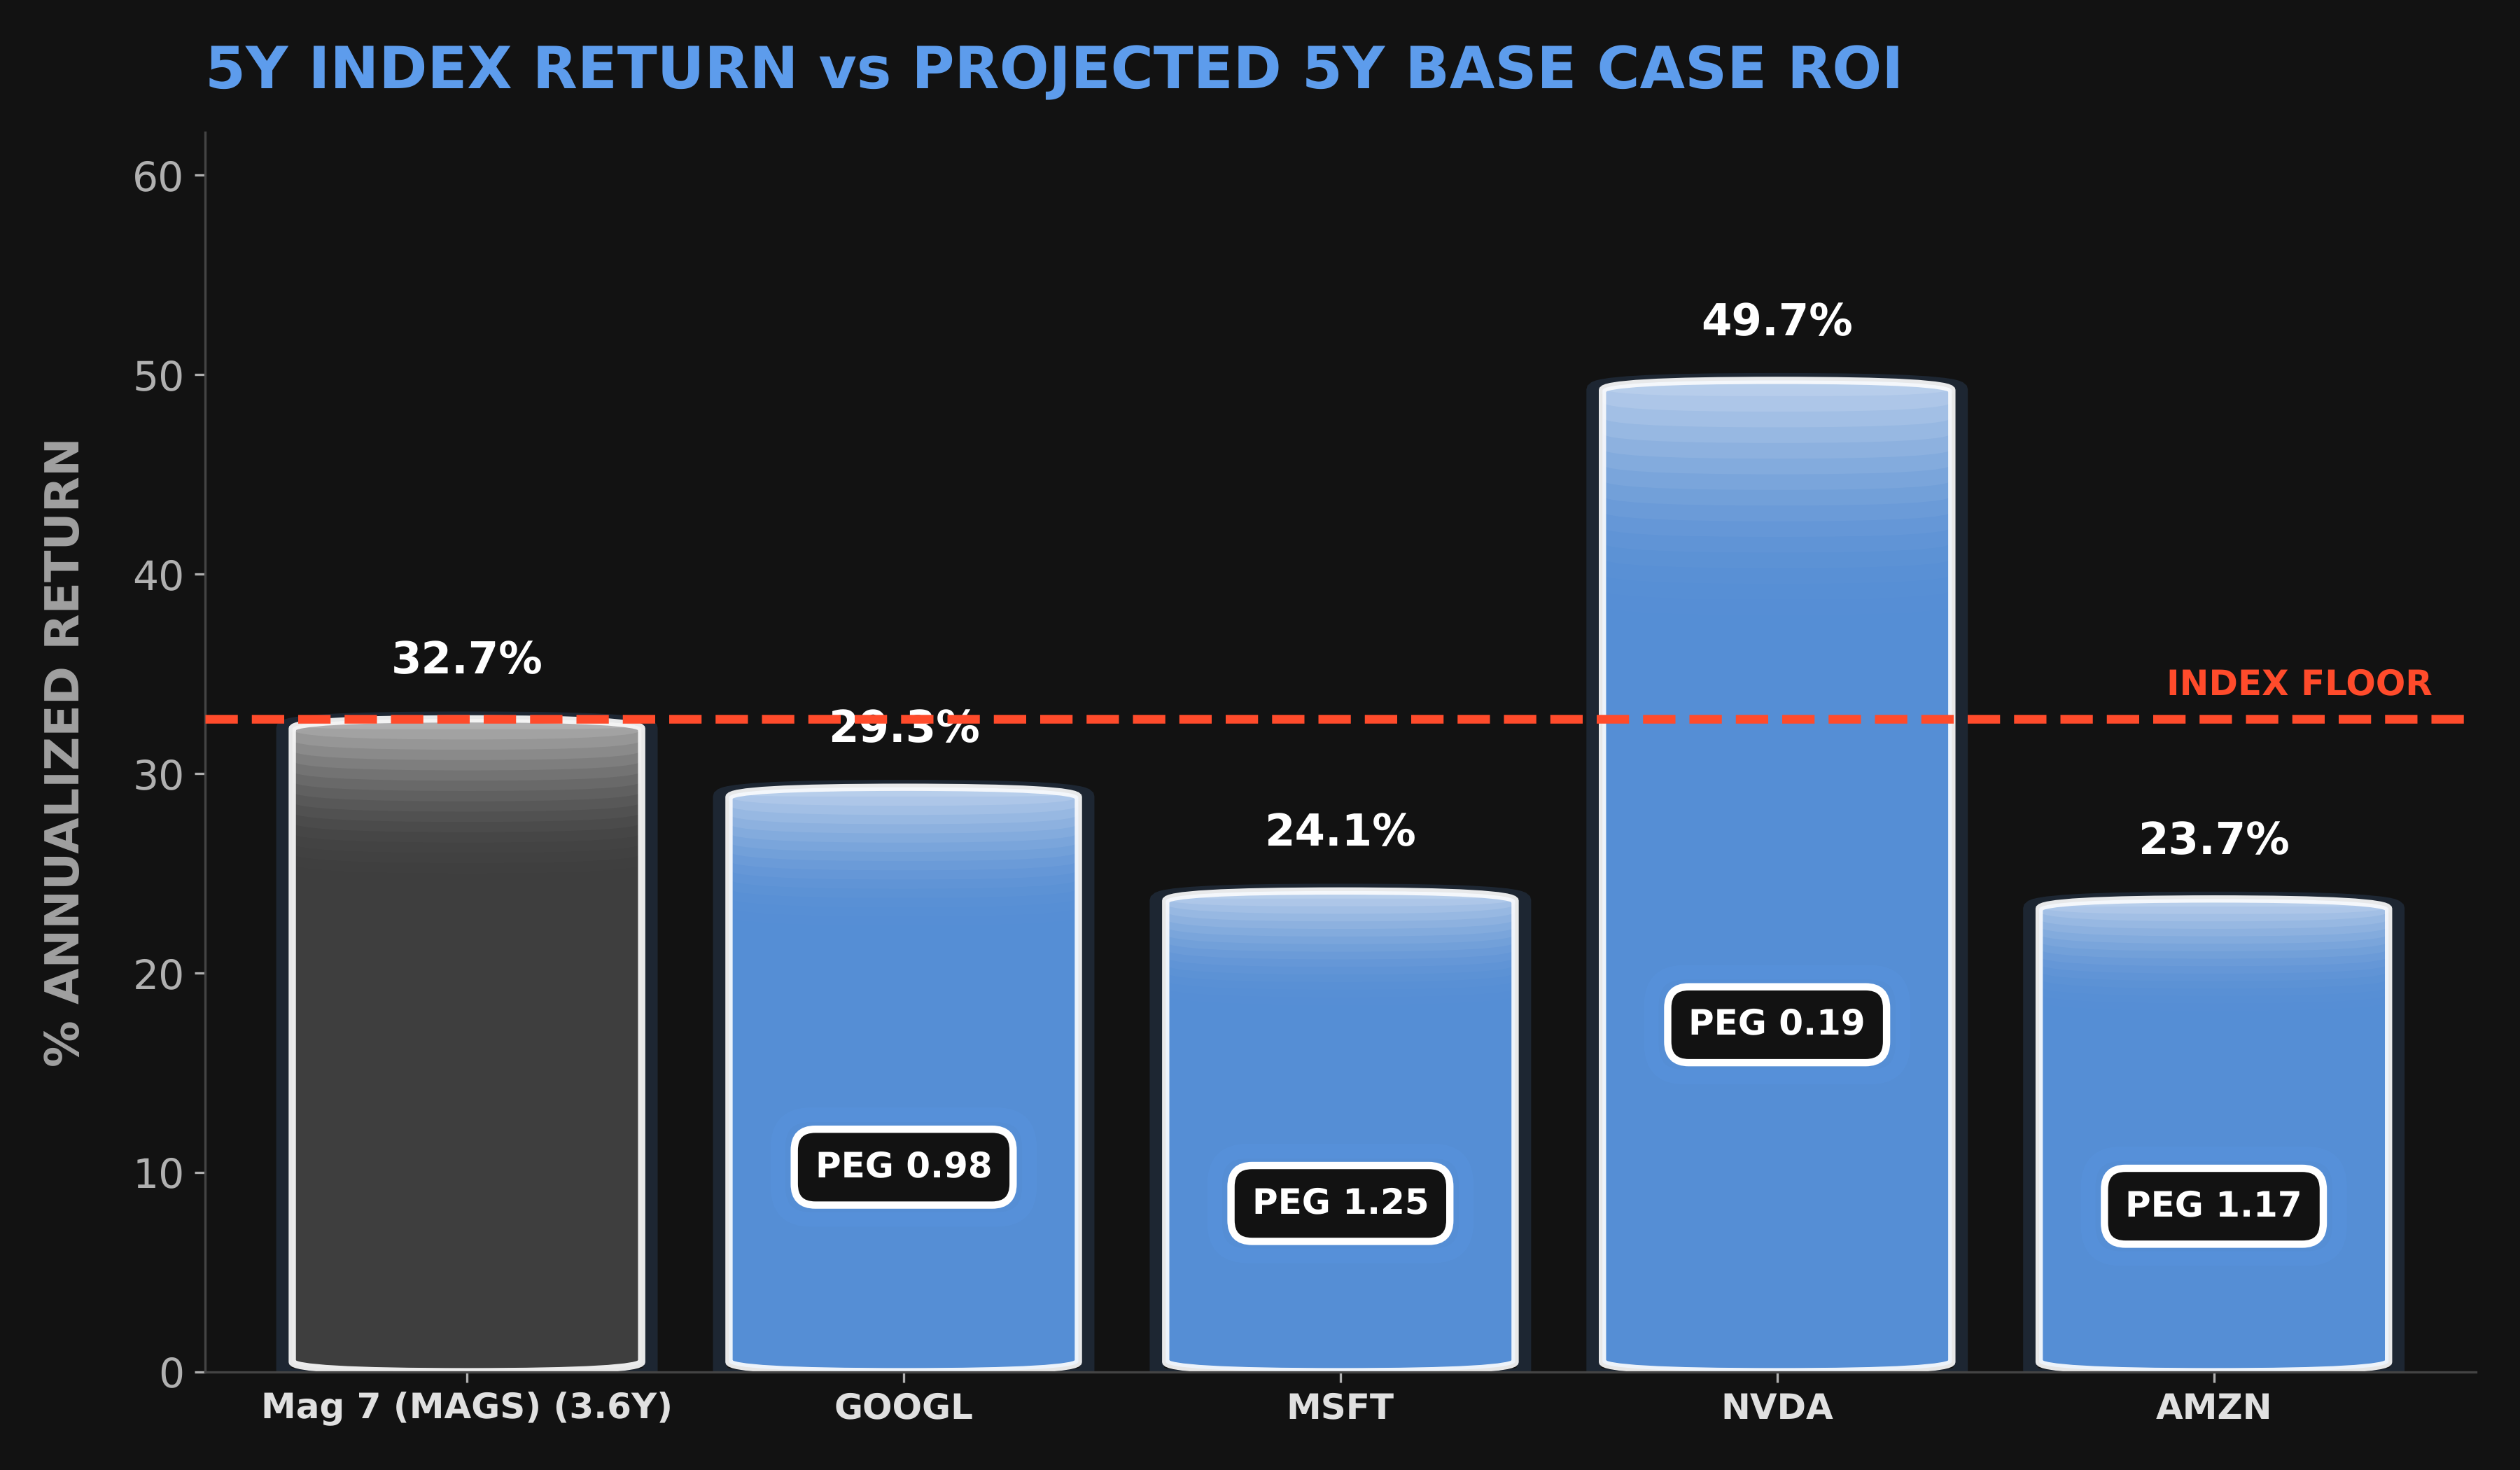 5Y INDEX RETURN vs PROJECTED 5Y BASE CASE ROI
% ANNUALIZED RETURN
60
50
40
30
20
10
0
32.7%
29.3%
24.1%
49.7%
23.7%
INDEX FLOOR
PEG 0.98
PEG 1.25
PEG 0.19
PEG 1.17
Mag 7 (MAGS) (3.6Y)
GOOGL
MSFT
NVDA
AMZN